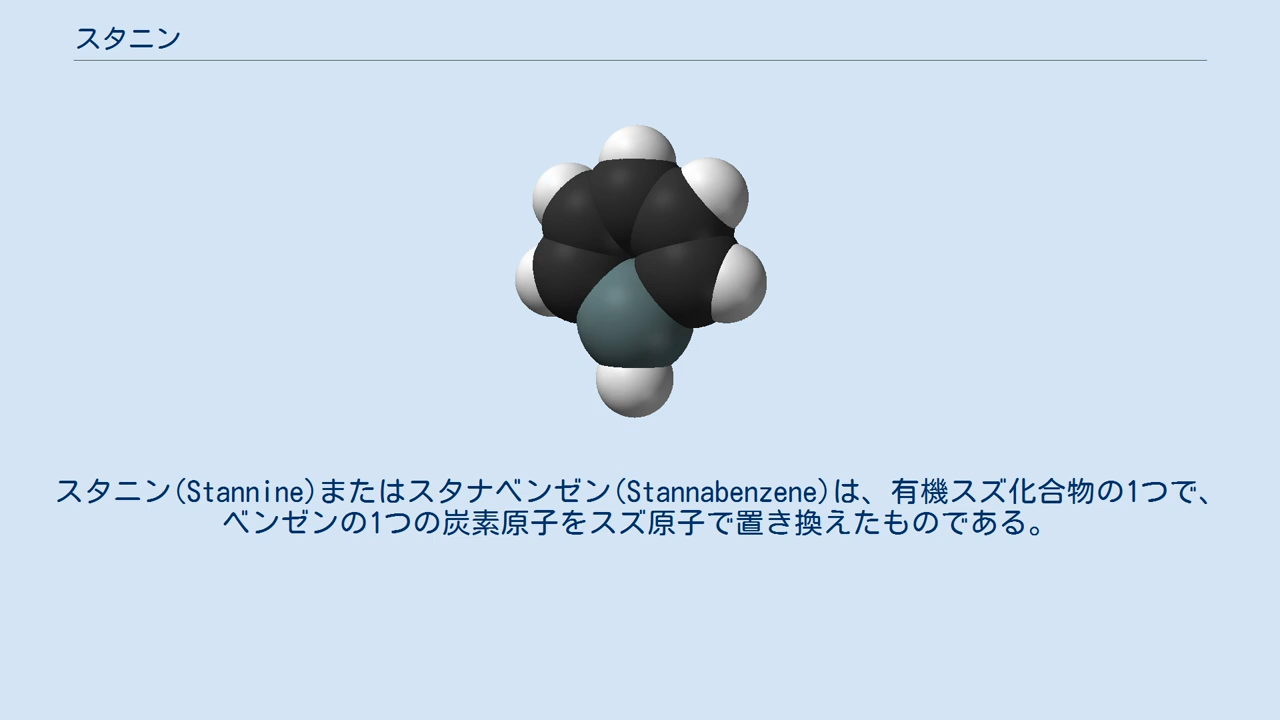 スタニン
スタニン(Stannine)またはスタナベンゼン(Stannabenzene)は、有機スズ化合物の1つで、
ベンゼンの1つの炭素原子をスズ原子で置き換えたものである。